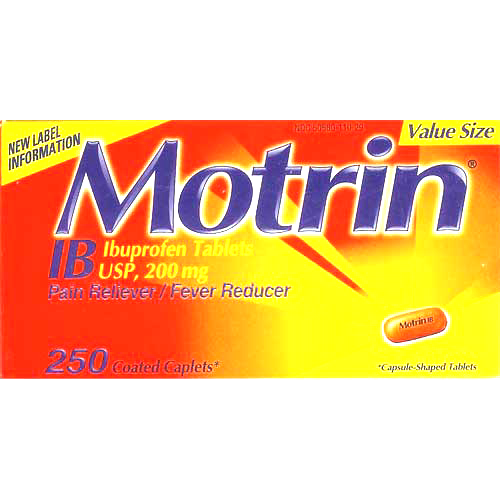 NEW LABEL
INFORMATION
Value Size
Motrin®
IB Ibuprofen Tablets
USP, 200 mg
Pain Reliever / Fever Reducer
Motrin IB
250 Coated Caplets*
*Capsule-Shaped Tablets